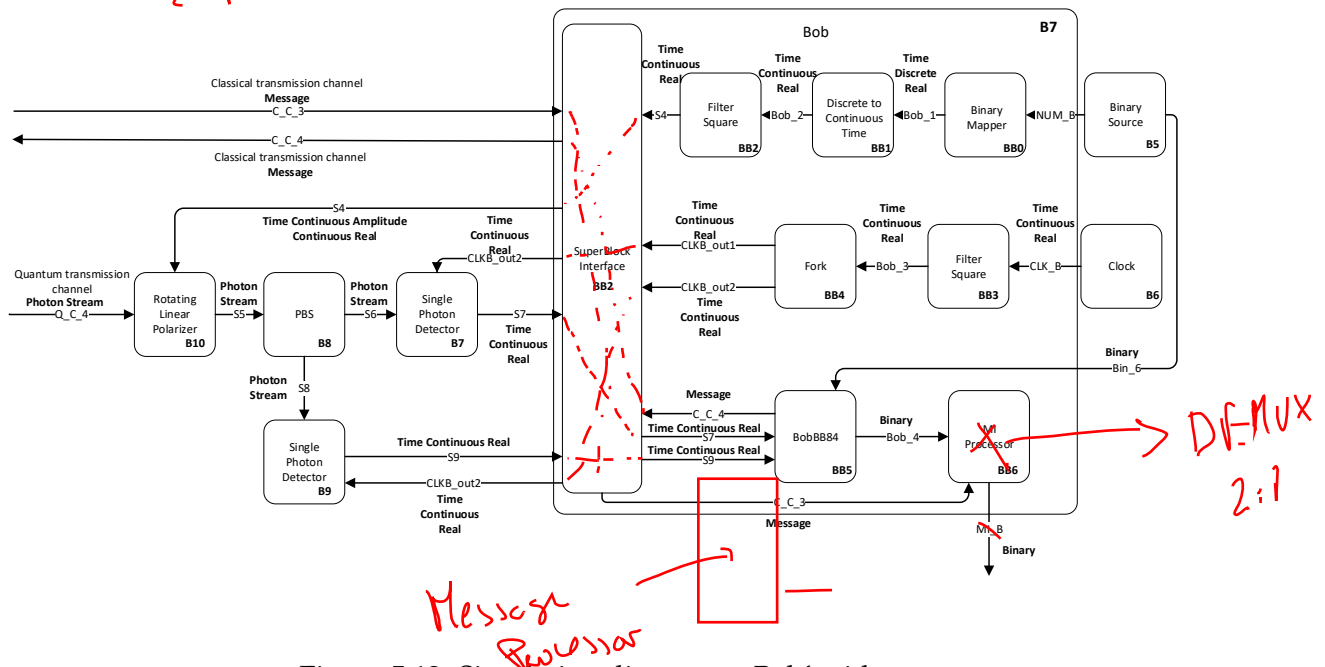 Bob
B7
Classical transmission channel
Message
C_C_3
C_C_4
Classical transmission channel
Message
S4
Time Continuous Amplitude
Continuous Real
Time
Continuous
Real
CLKB_out2
Quantum transmission
channel
Photon Stream
Q_C_4
Rotating
Linear
Polarizer
B10
Photon
Stream
S5
PBS
B8
Photon
Stream
S6
Single
Photon
Detector
B7
S7
Time
Continuous
Real
Photon
Stream
S8
Single
Photon
Detector
B9
Time Continuous Real
S9
CLKB_out2
Time
Continuous
Real
SuperBlock
Interface
BB2
Time
Continuous
Real
S4
Filter
Square
BB2
Time
Continuous
Real
Bob_2
Discrete to
Continuous
Time
BB1
Time
Discrete
Real
Bob_1
Binary
Mapper
BB0
NUM_B
Binary
Source
B5
Time
Continuous
Real
CLKB_out1
CLKB_out2
Time
Continuous
Real
Fork
BB4
Time
Continuous
Real
Bob_3
Filter
Square
BB3
Time
Continuous
Real
CLK_B
Clock
B6
Binary
Bin_6
Message
C_C_4
Time Continuous Real
S7
Time Continuous Real
S9
BobBB84
BB5
Binary
Bob_4
MI
Processor
BB6
C_C_3
Message
MI_B
Binary
DE-MUX
2:1
Message
Processor